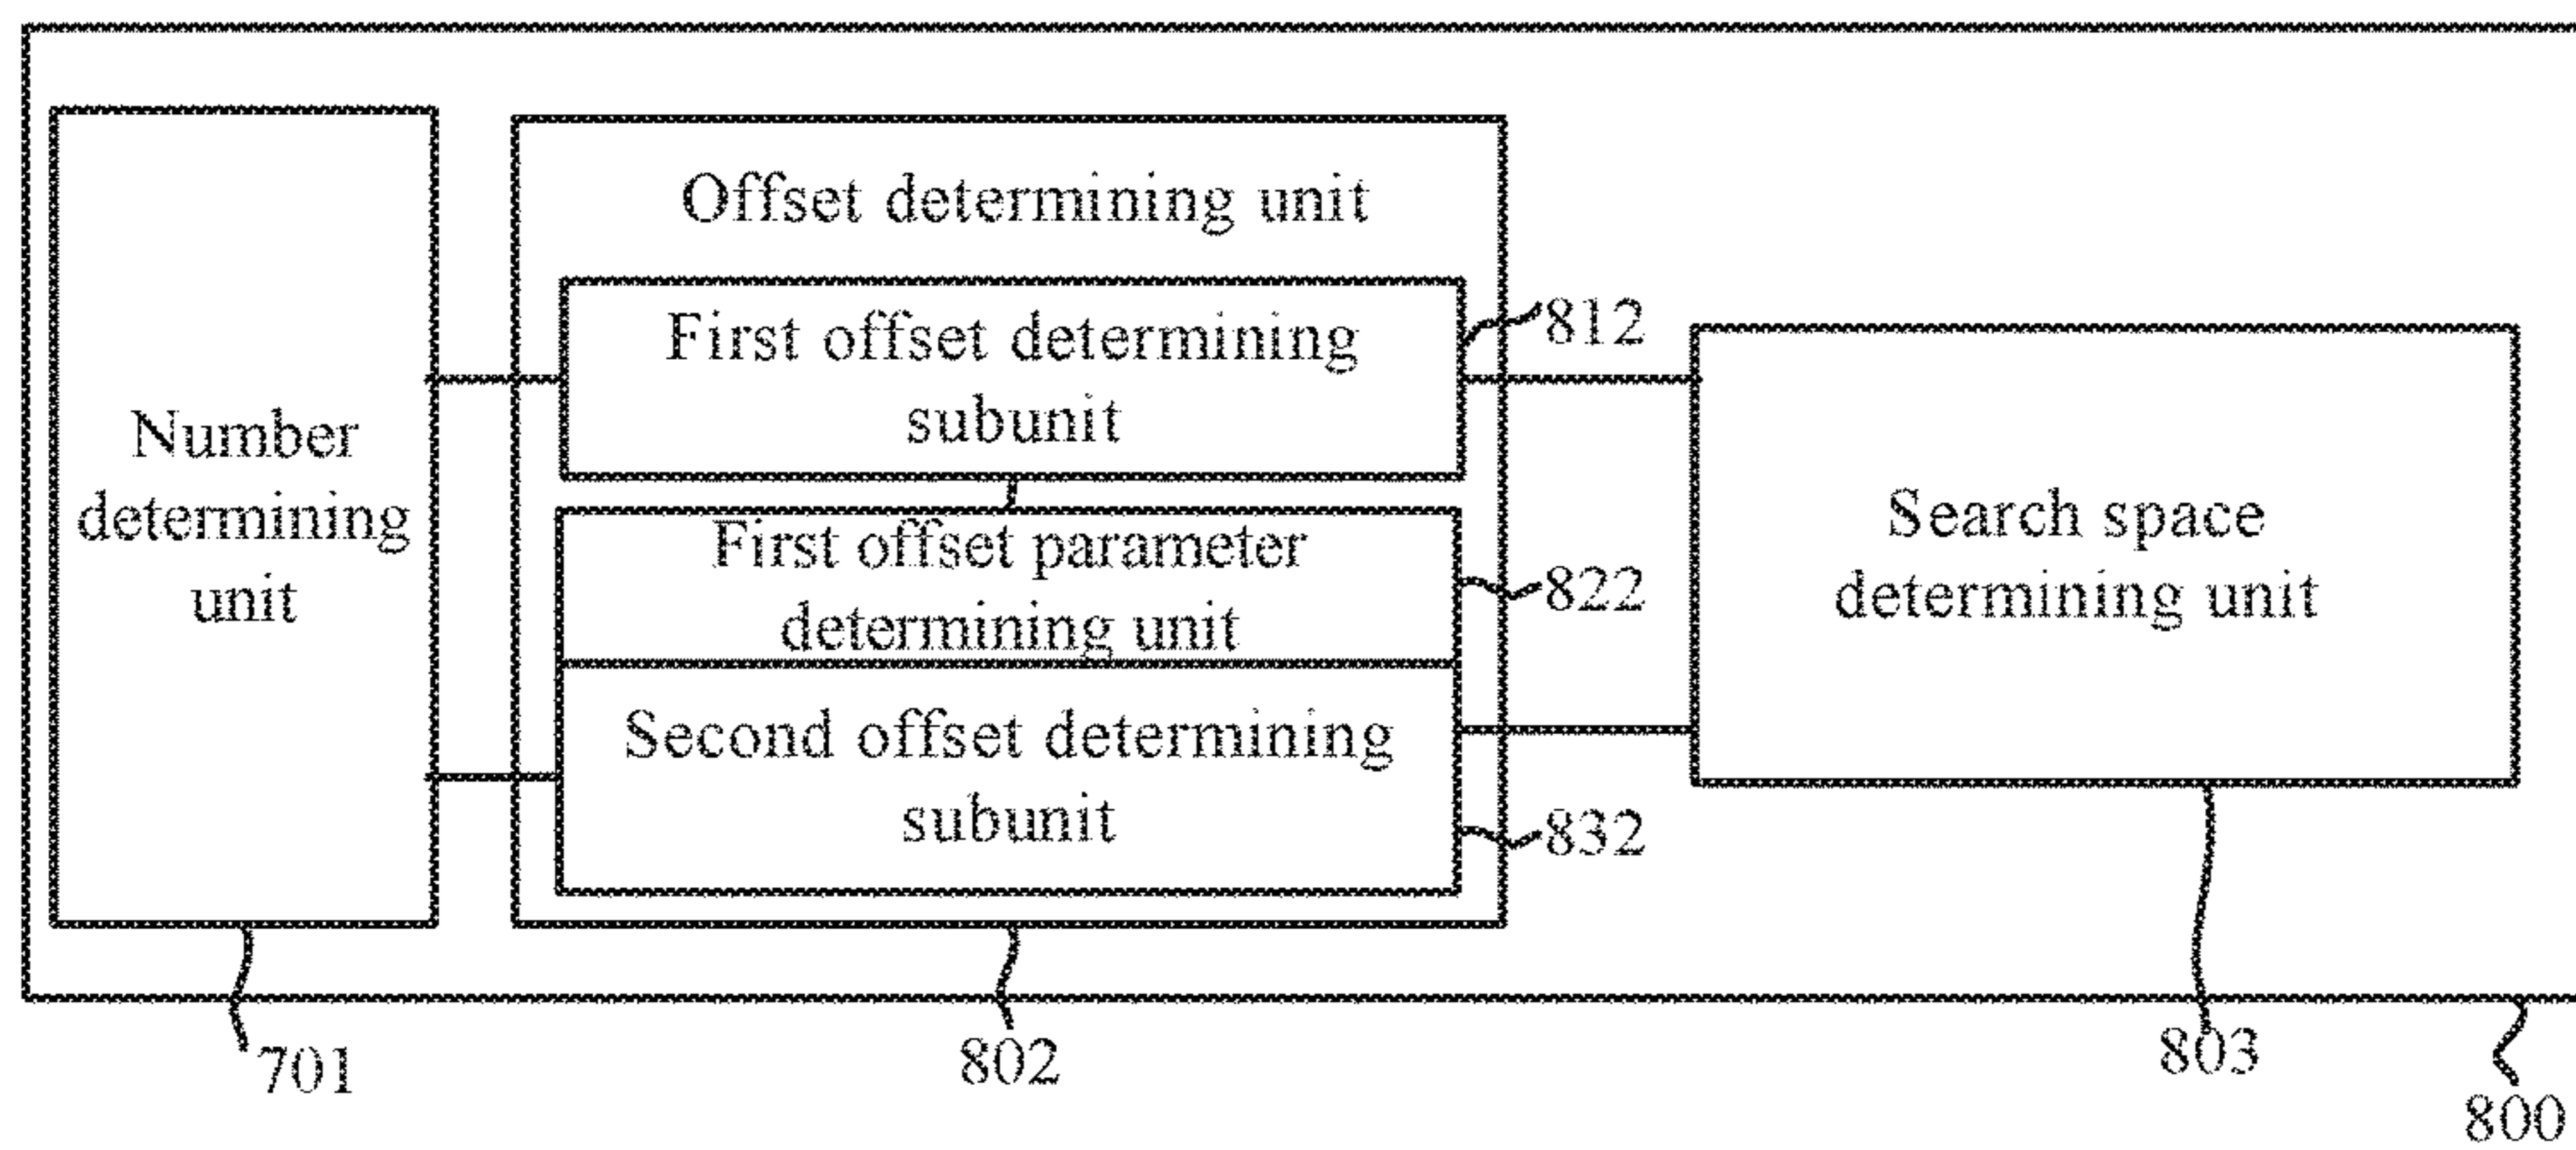 Number
determining
unit
Offset determining unit
First offset determining
subunit
First offset parameter
determining unit
Second offset determining
subunit
812
822
832
Search space
determining unit
701
802
803
800